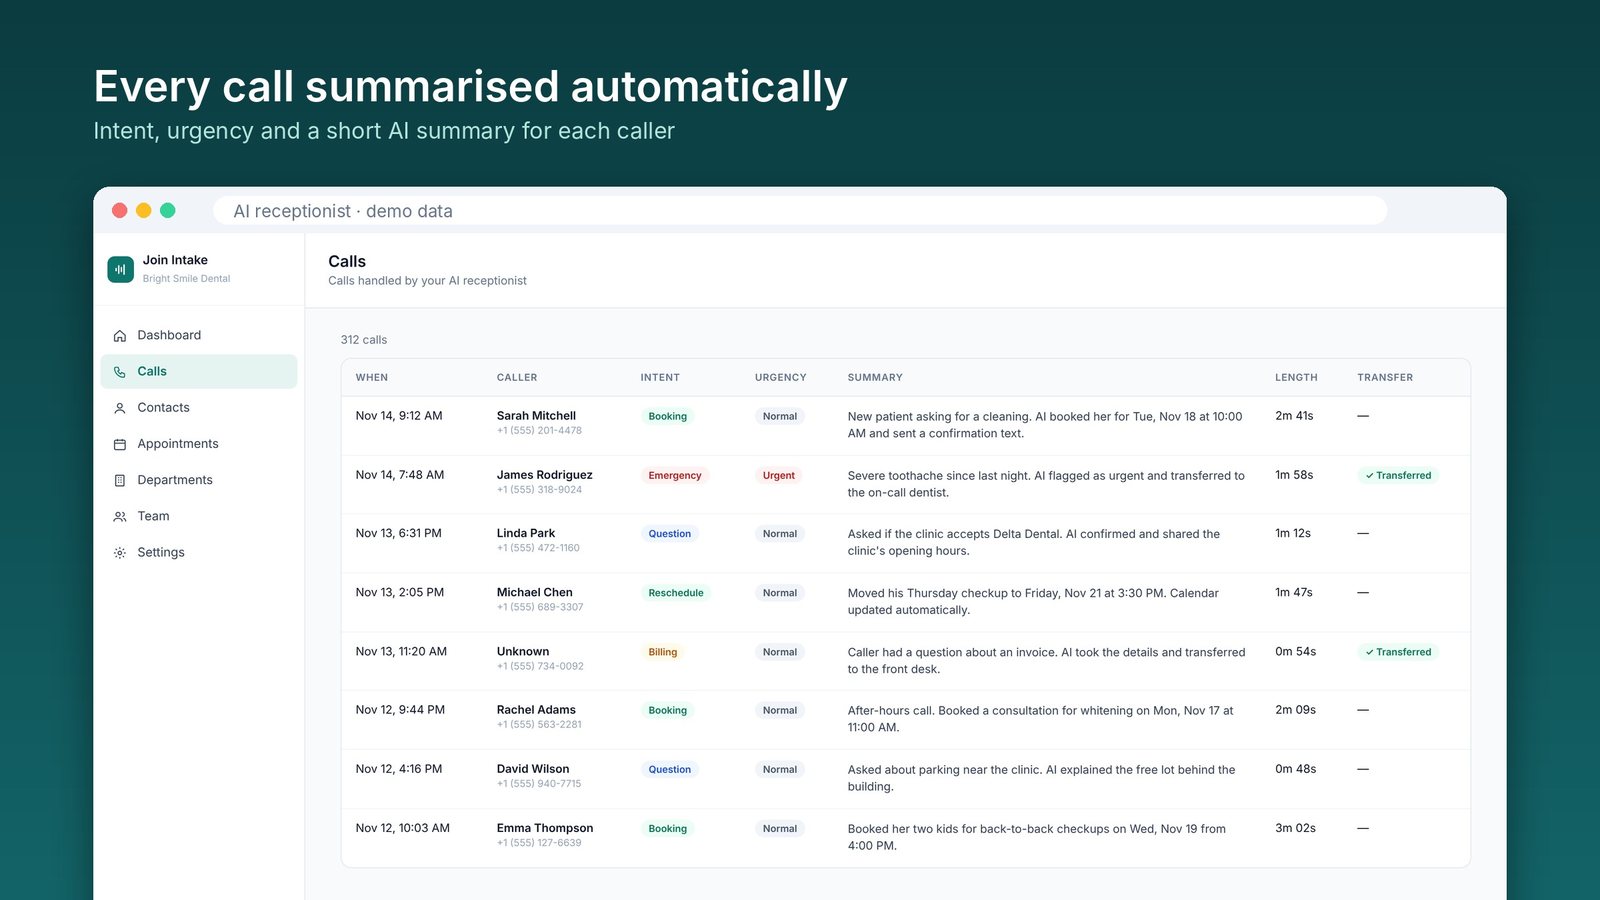 Every call summarised automatically
Intent, urgency and a short AI summary for each caller
AI receptionist · demo data
Join Intake
Bright Smile Dental
Dashboard
Calls
Contacts
Appointments
Departments
Team
Settings
Calls
Calls handled by your AI receptionist
312 calls
WHEN CALLER INTENT URGENCY SUMMARY LENGTH TRANSFER
Nov 14, 9:12 AM Sarah Mitchell Booking Normal New patient asking for a cleaning. AI booked her for Tue, Nov 18 at 10:00 2m 41s —
+1 (555) 201-4478 AM and sent a confirmation text.
Nov 14, 7:48 AM James Rodriguez Emergency Urgent Severe toothache since last night. AI flagged as urgent and transferred to 1m 58s ✓ Transferred
+1 (555) 318-9024 the on-call dentist.
Nov 13, 6:31 PM Linda Park Question Normal Asked if the clinic accepts Delta Dental. AI confirmed and shared the 1m 12s —
+1 (555) 472-1160 clinic's opening hours.
Nov 13, 2:05 PM Michael Chen Reschedule Normal Moved his Thursday checkup to Friday, Nov 21 at 3:30 PM. Calendar 1m 47s —
+1 (555) 689-3307 updated automatically.
Nov 13, 11:20 AM Unknown Billing Normal Caller had a question about an invoice. AI took the details and transferred 0m 54s ✓ Transferred
+1 (555) 734-0092 to the front desk.
Nov 12, 9:44 PM Rachel Adams Booking Normal After-hours call. Booked a consultation for whitening on Mon, Nov 17 at 2m 09s —
+1 (555) 563-2281 11:00 AM.
Nov 12, 4:16 PM David Wilson Question Normal Asked about parking near the clinic. AI explained the free lot behind the 0m 48s —
+1 (555) 940-7715 building.
Nov 12, 10:03 AM Emma Thompson Booking Normal Booked her two kids for back-to-back checkups on Wed, Nov 19 from 3m 02s —
+1 (555) 127-6639 4:00 PM.